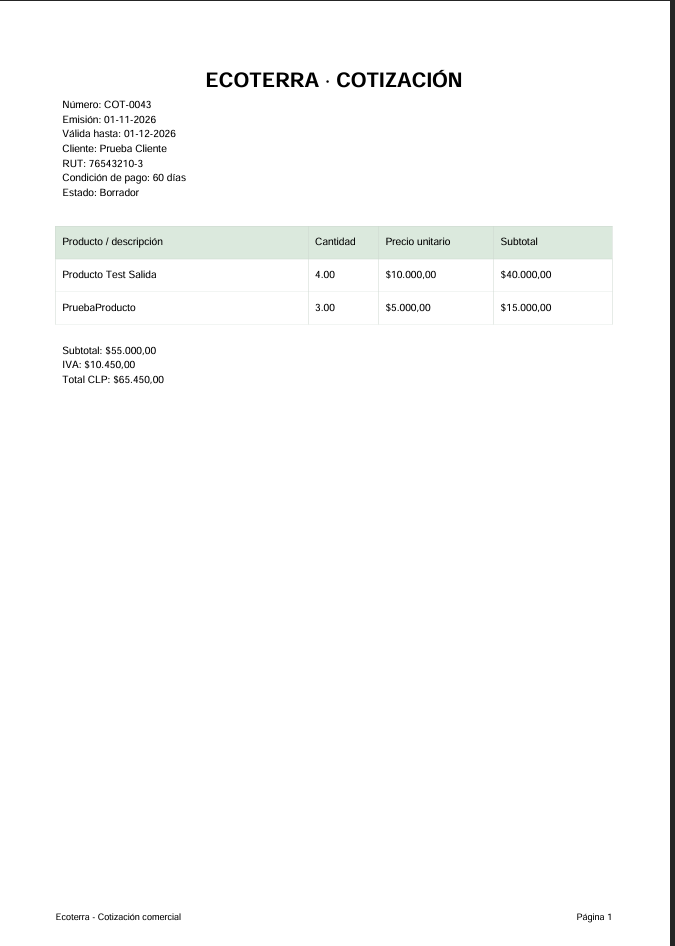 ECOTERRA · COTIZACIÓN
Número: COT-0043
Emisión: 01-11-2026
Válida hasta: 01-12-2026
Cliente: Prueba Cliente
RUT: 76543210-3
Condición de pago: 60 días
Estado: Borrador
Producto / descripción Cantidad Precio unitario Subtotal
Producto Test Salida 4.00 $10.000,00 $40.000,00
PruebaProducto 3.00 $5.000,00 $15.000,00
Subtotal: $55.000,00
IVA: $10.450,00
Total CLP: $65.450,00
Ecoterra - Cotización comercial Página 1